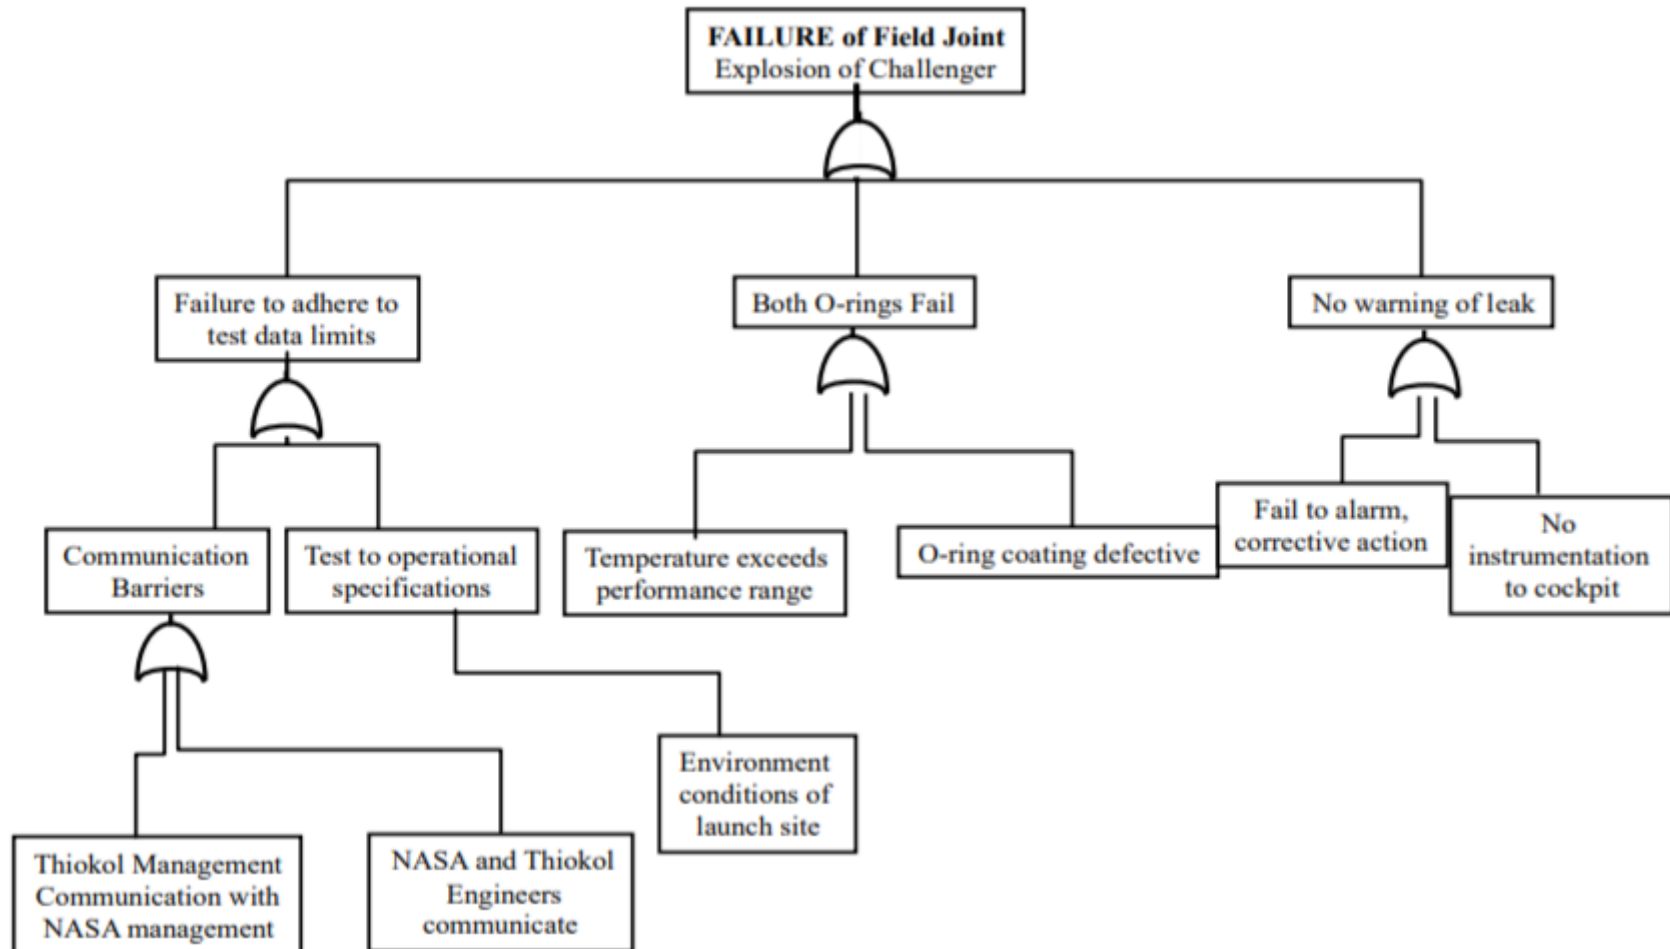 FAILURE of Field Joint
Explosion of Challenger
Failure to adhere to
test data limits
Both O-rings Fail
No warning of leak
Communication
Barriers
Test to operational
specifications
Temperature exceeds
performance range
O-ring coating defective
Fail to alarm,
corrective action
No
instrumentation
to cockpit
Environment
conditions of
launch site
Thiokol Management
Communication with
NASA management
NASA and Thiokol
Engineers
communicate